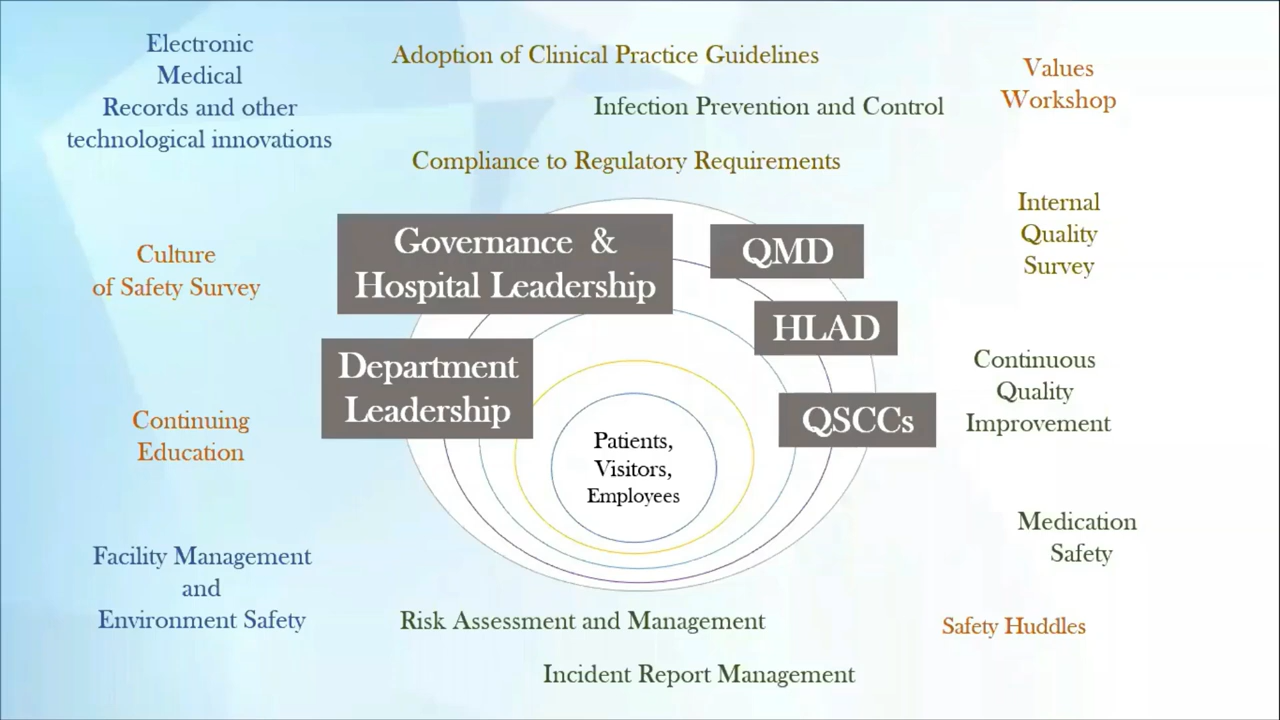 Electronic
Medical
Records and other
technological innovations
Adoption of Clinical Practice Guidelines
Infection Prevention and Control
Compliance to Regulatory Requirements
Values
Workshop
Culture
of Safety Survey
Governance &
Hospital Leadership
QMD
Internal
Quality
Survey
HLAD
Department
Leadership
QSCCs
Continuous
Quality
Improvement
Continuing
Education
Patients,
Visitors,
Employees
Facility Management
and
Environment Safety
Medication
Safety
Risk Assessment and Management
Safety Huddles
Incident Report Management